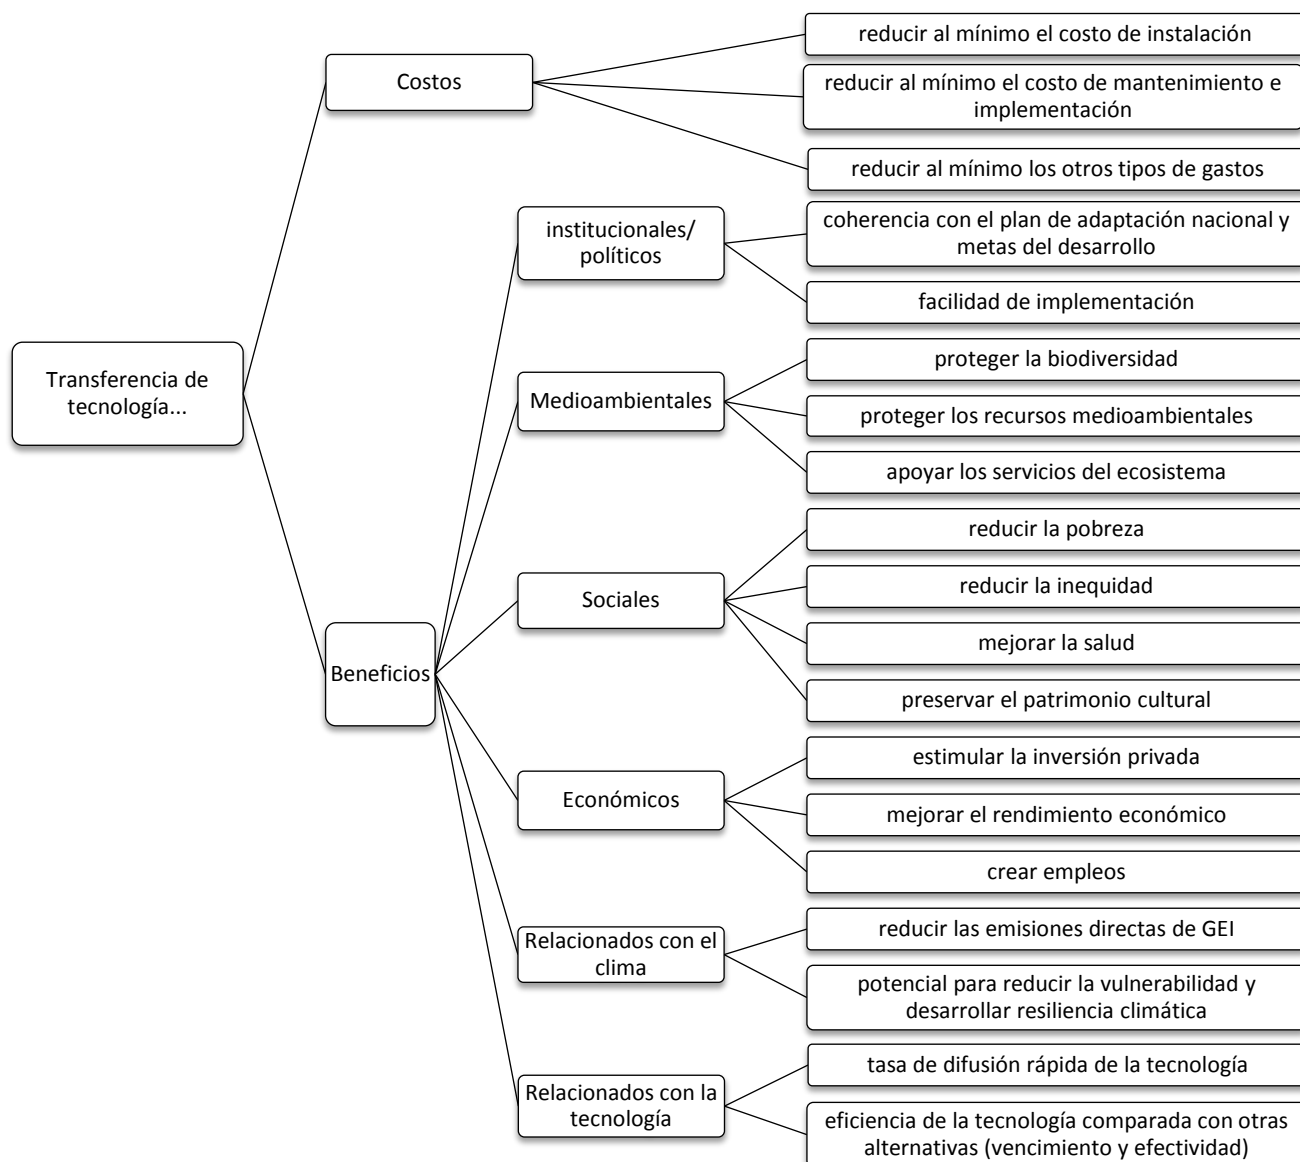 Transferencia de
tecnología...
Costos
reducir al mínimo el costo de instalación
reducir al mínimo el costo de mantenimiento e
implementación
reducir al mínimo los otros tipos de gastos
Beneficios
institucionales/
políticos
coherencia con el plan de adaptación nacional y
metas del desarrollo
facilidad de implementación
Medioambientales
proteger la biodiversidad
proteger los recursos medioambientales
apoyar los servicios del ecosistema
Sociales
reducir la pobreza
reducir la inequidad
mejorar la salud
preservar el patrimonio cultural
Económicos
estimular la inversión privada
mejorar el rendimiento económico
crear empleos
Relacionados con el
clima
reducir las emisiones directas de GEI
potencial para reducir la vulnerabilidad y
desarrollar resiliencia climática
Relacionados con la
tecnología
tasa de difusión rápida de la tecnología
eficiencia de la tecnología comparada con otras
alternativas (vencimiento y efectividad)